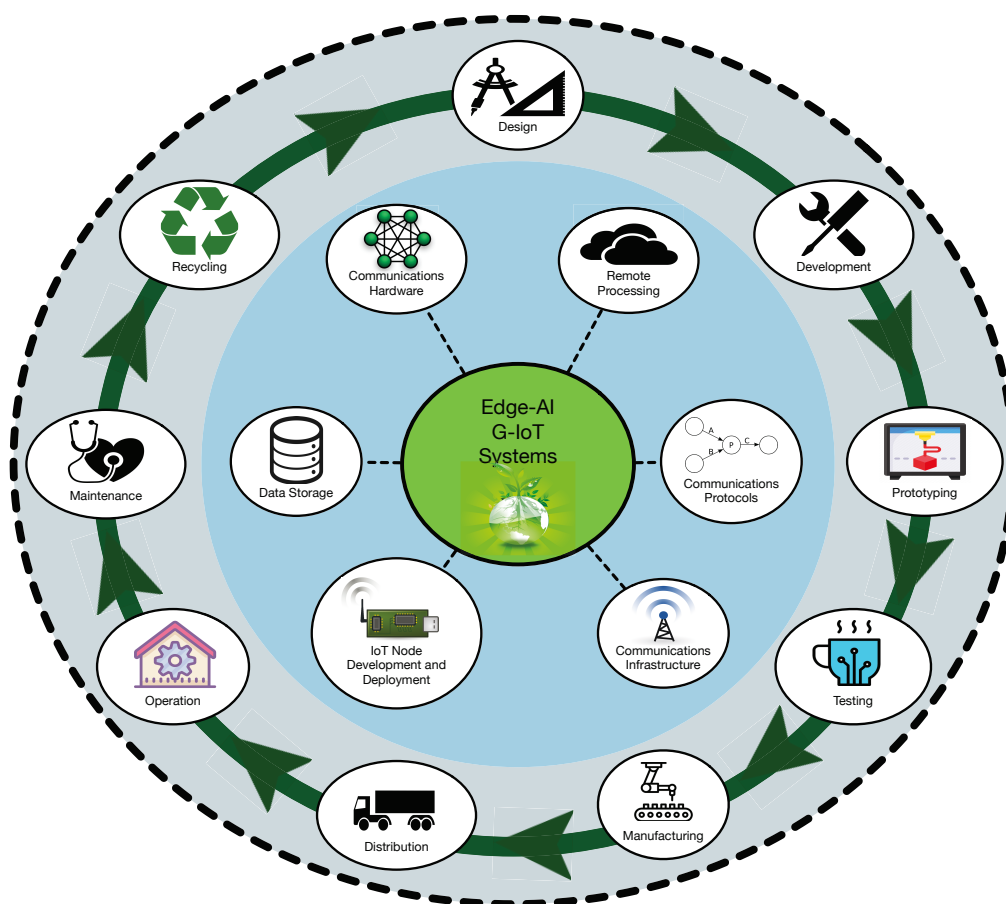 Design
Recycling
Communications
Hardware
Remote
Processing
Development
Edge-AI
G-IoT
Systems
Maintenance
Data Storage
A
B
P
C
Communications
Protocols
Prototyping
IoT Node
Development and
Deployment
Communications
Infrastructure
Operation
Testing
Distribution
Manufacturing